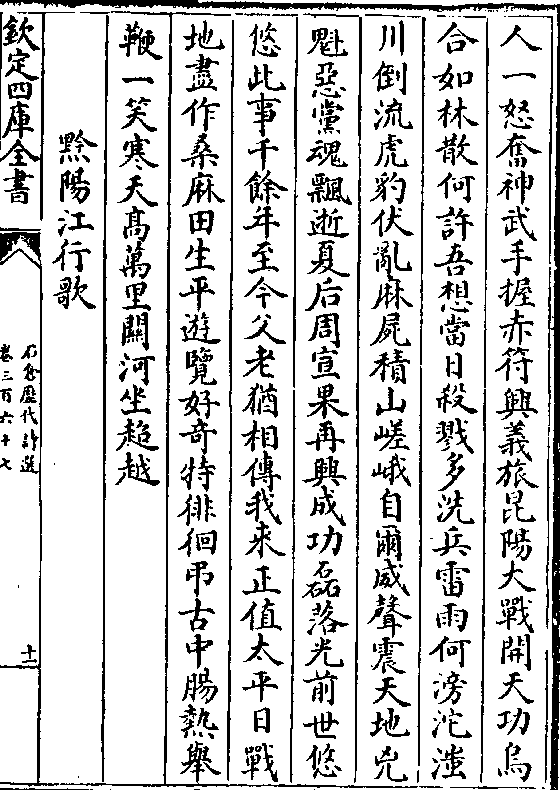 人一怒奮神武手握赤符興義旅昆陽大戰開天功烏
合如林散何許吾想當日殺戮多洗兵雷雨何滂沱滍
川倒流虎豹伏亂麻屍積山嵯峨自爾威聲震天地兇
魁惡黨魂飄逝夏后周宣果再興成功磊落光前世悠
悠此事千餘年至今父老猶相傳我来正值太平日戰
地盡作桑麻田生平遊覽好奇特徘徊弔古中腸熱舉
鞭一笑寒天髙萬里關河坐超越
黔陽江行歌
欽定四庫全書
石倉歷代詩選
卷三百六十七
十一